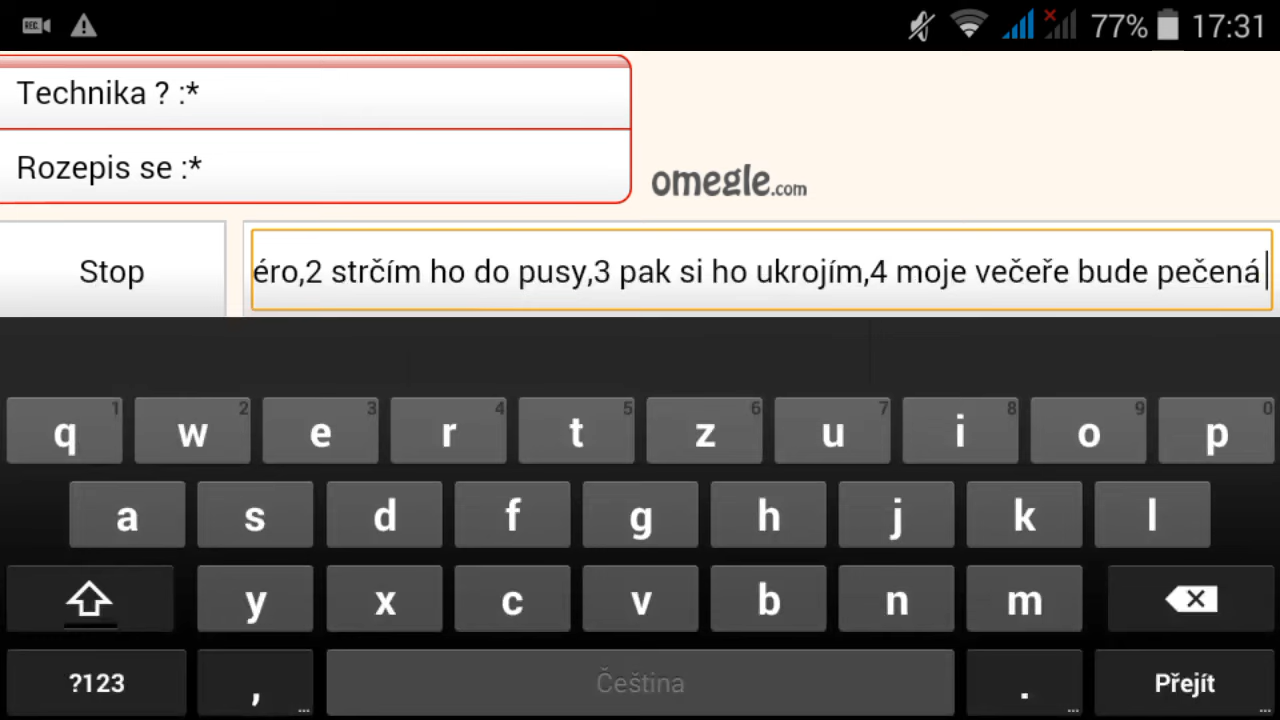 REC
77% 17:31
Technika ? :*
Rozepis se :*
omegle.com
Stop
éro,2 strčím ho do pusy,3 pak si ho ukrojím,4 moje večeře bude pečená
q 1 w 2 e 3 r 4 t 5 z 6 u 7 i 8 o 9 p 0
a s d f g h j k l
y x c v b n m
?123 , ... Čeština . ... Přejít ...